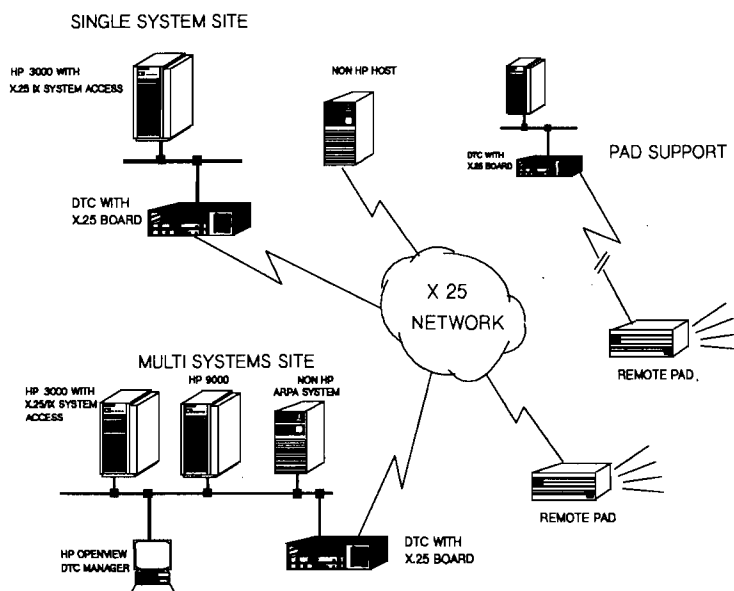 SINGLE SYSTEM SITE
HP 3000 WITH
X.25 IX SYSTEM ACCESS
DTC WITH
X.25 BOARD
NON HP HOST
DTC WITH
X.25 BOARD
PAD SUPPORT
X 25
NETWORK
REMOTE PAD
MULTI SYSTEMS SITE
HP 3000 WITH
X.25/IX SYSTEM
ACCESS
HP 9000
NON HP
ARPA SYSTEM
HP OPENVIEW
DTC MANAGER
DTC WITH
X.25 BOARD
REMOTE PAD